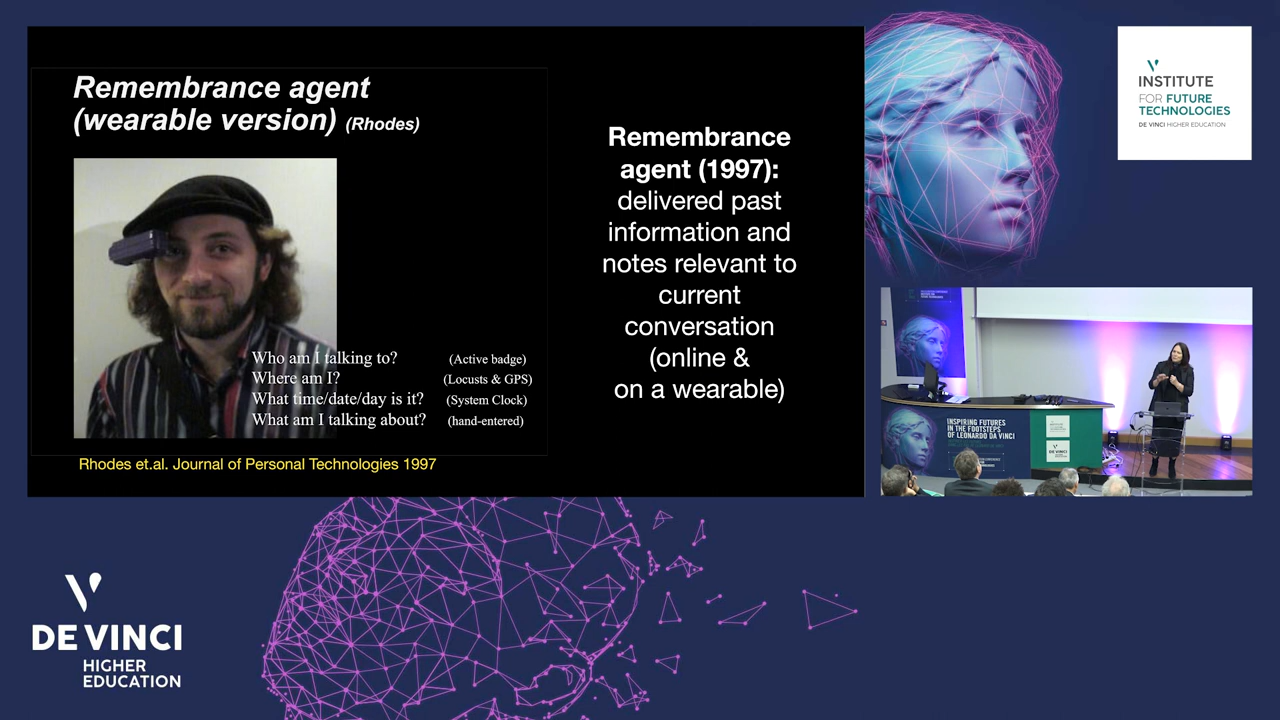 Remembrance agent
(wearable version) (Rhodes)
Who am I talking to? (Active badge)
Where am I? (Locusts & GPS)
What time/date/day is it? (System Clock)
What am I talking about? (hand-entered)
Rhodes et.al. Journal of Personal Technologies 1997
Remembrance
agent (1997):
delivered past
information and
notes relevant to
current
conversation
(online &
on a wearable)
INSTITUTE
FOR FUTURE
TECHNOLOGIES
DE VINCI HIGHER EDUCATION
INSPIRING FUTURES
IN THE FOOTSTEPS
OF LEONARDO DA VINCI
DE VINCI
HIGHER
EDUCATION